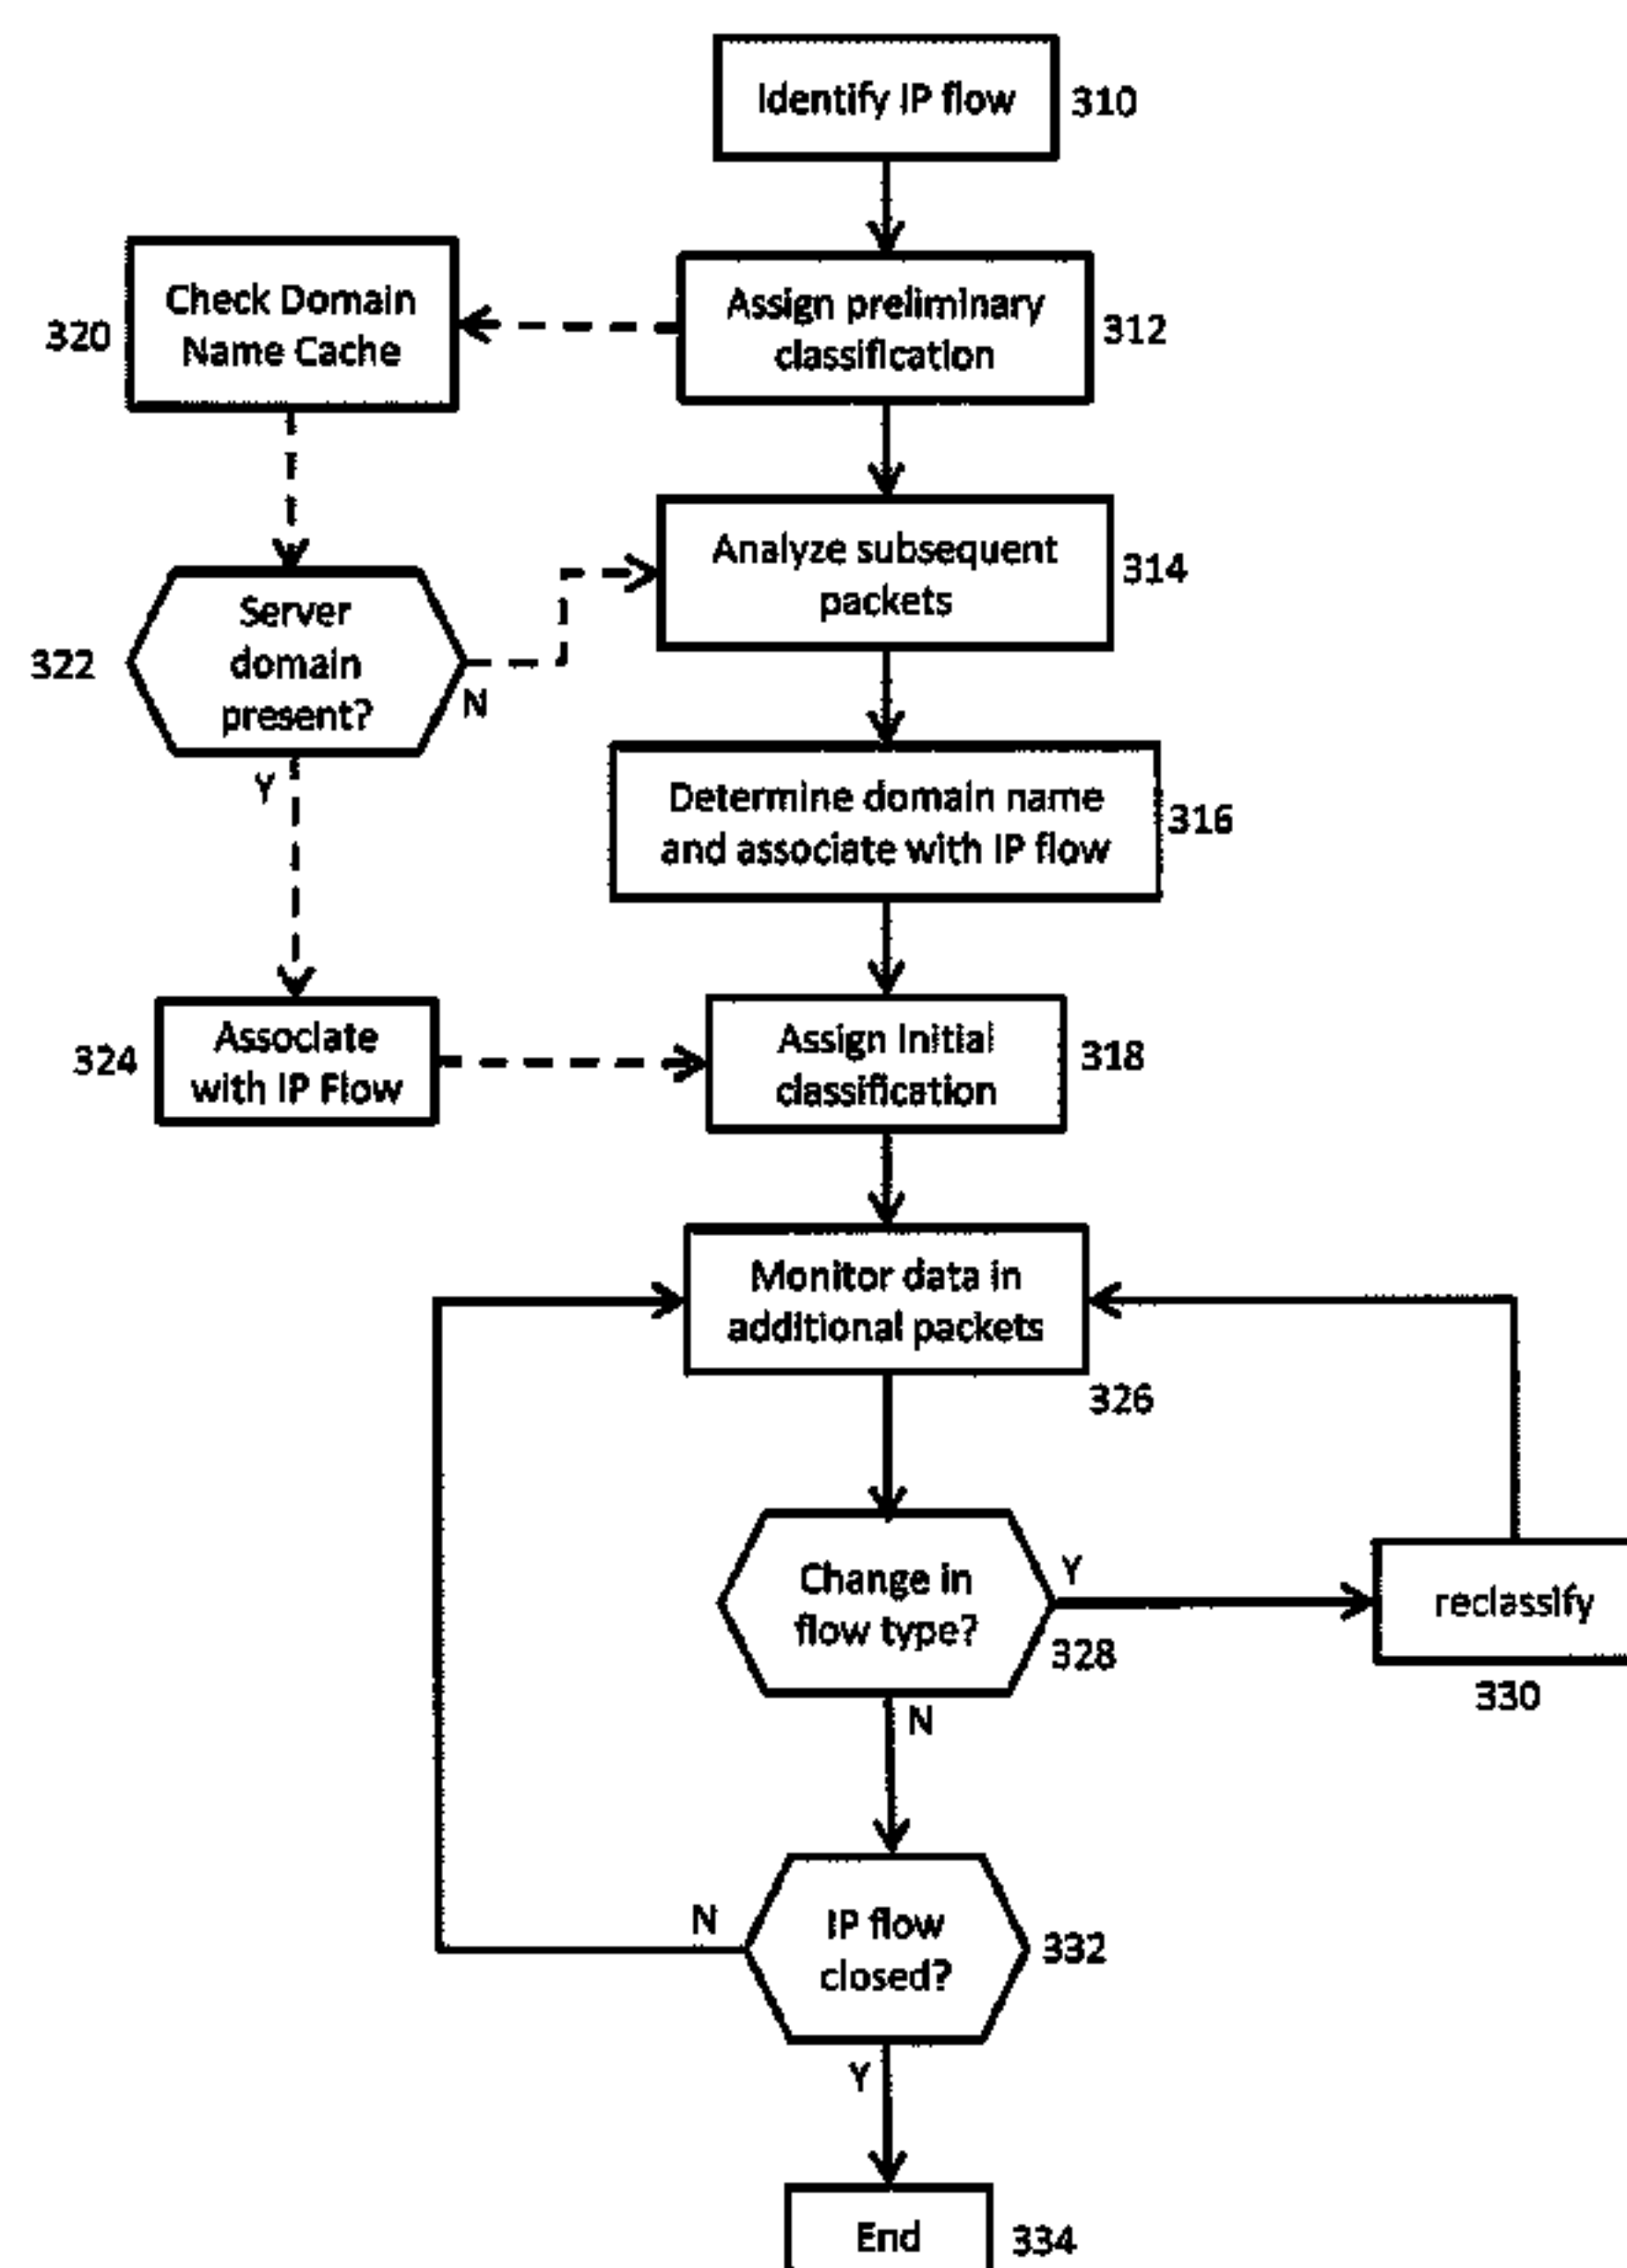 Identify IP flow
310
Assign preliminary
classification
312
Check Domain
Name Cache
320
Analyze subsequent
packets
314
Server
domain
present?
322
N
Y
Determine domain name
and associate with IP flow
316
Associate
with IP Flow
324
Assign Initial
classification
318
Monitor data in
additional packets
326
Change in
flow type?
328
Y
N
reclassify
330
IP flow
closed?
332
N
Y
End
334